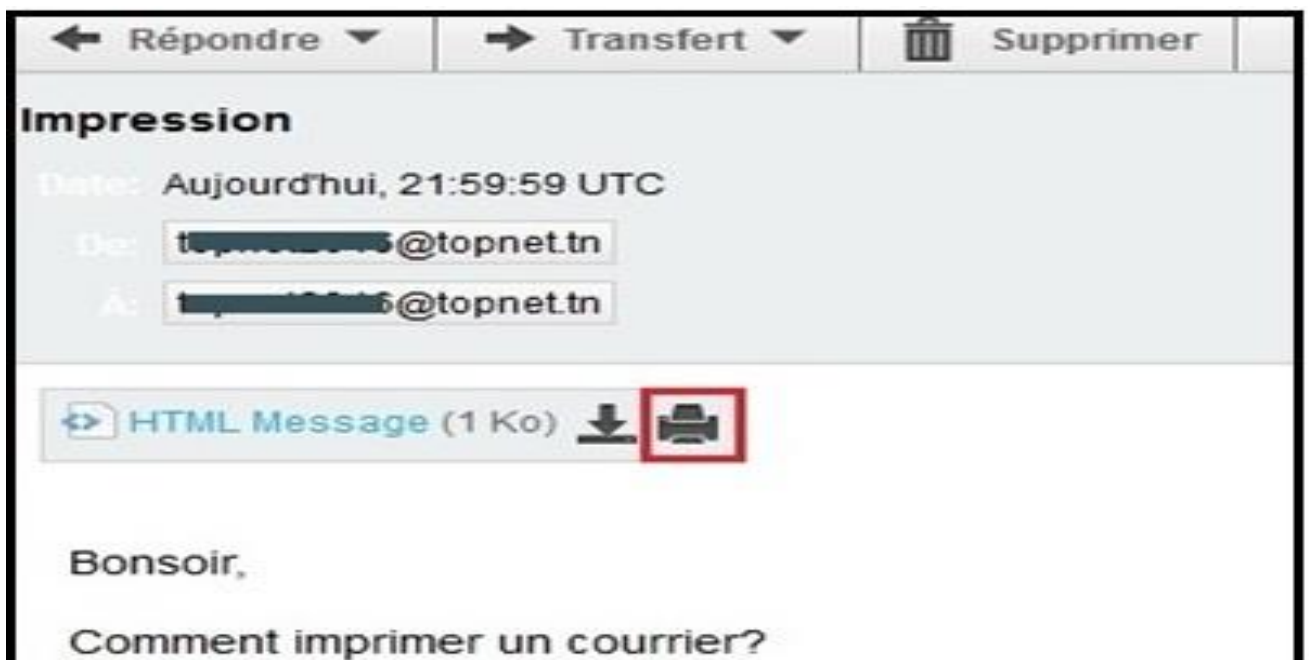 Répondre Transfert Supprimer
Impression
Date: Aujourd'hui, 21:59:59 UTC
De: @topnet.tn
À: @topnet.tn
HTML Message (1 Ko)
Bonsoir,
Comment imprimer un courrier?